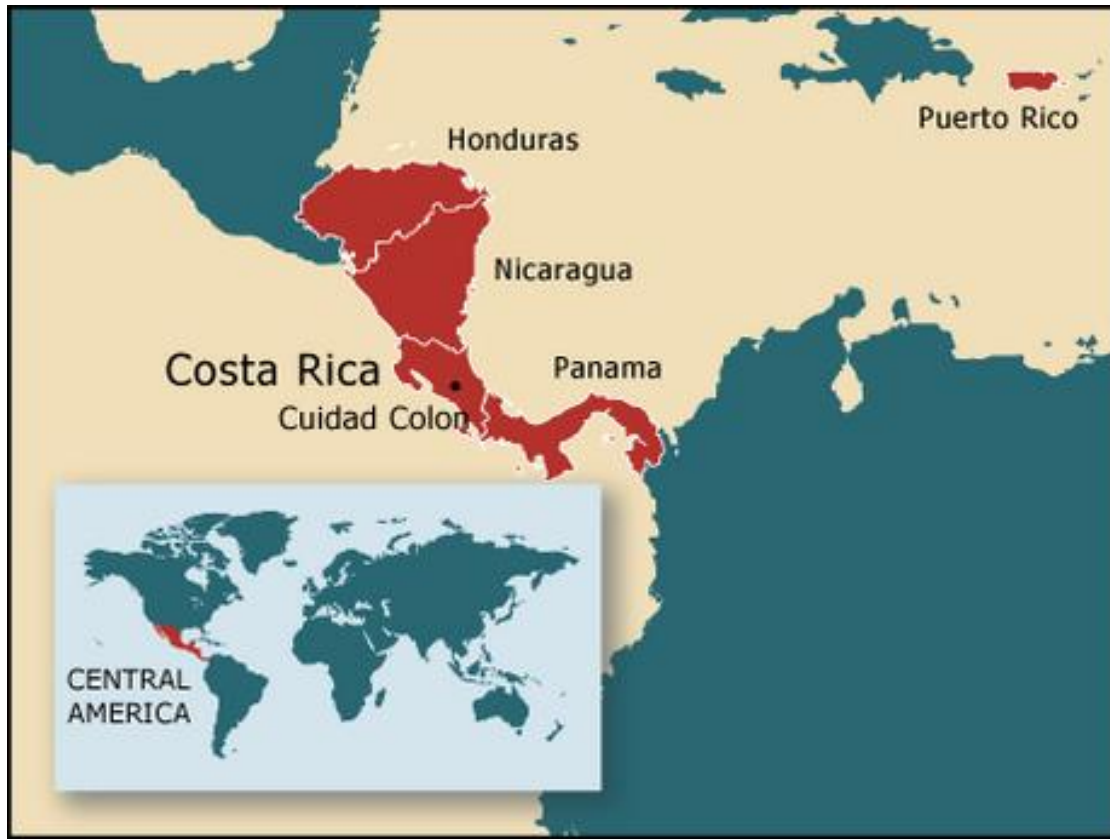 Puerto Rico
Honduras
Nicaragua
Costa Rica
Panama
Cuidad Colon
CENTRAL
AMERICA